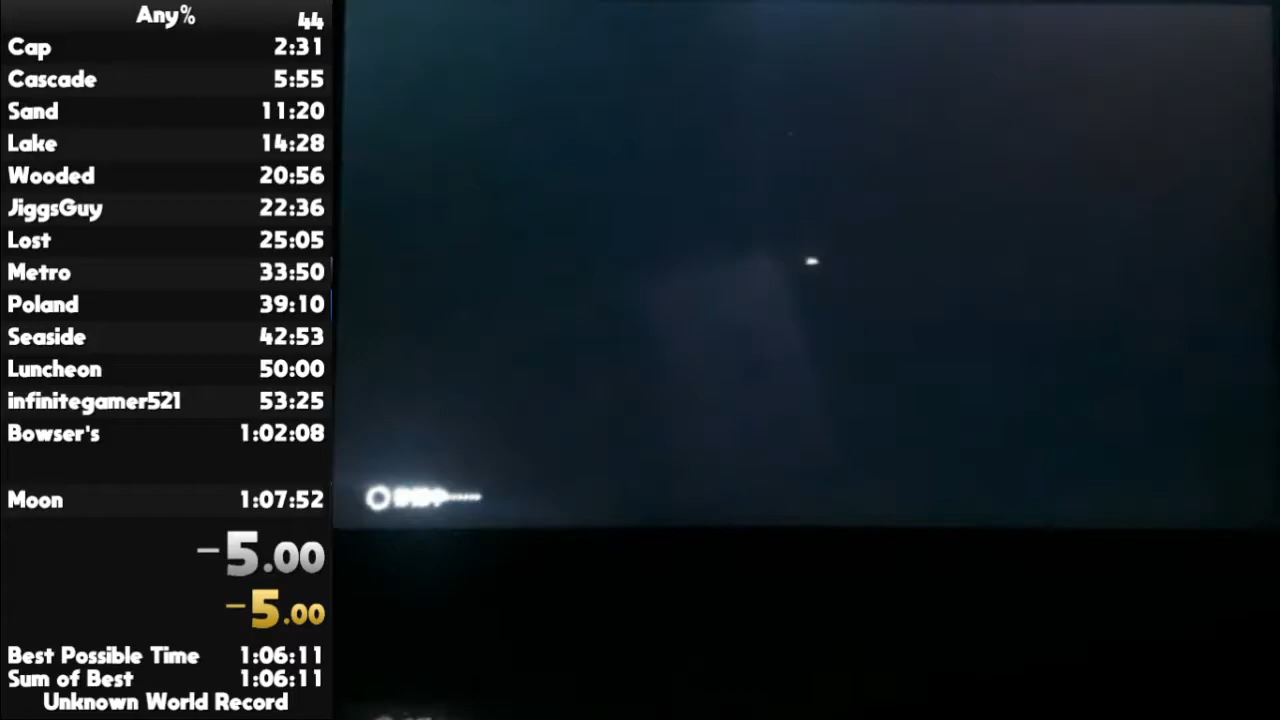 Any%
44
Cap 2:31
Cascade 5:55
Sand 11:20
Lake 14:28
Wooded 20:56
JiggsGuy 22:36
Lost 25:05
Metro 33:50
Poland 39:10
Seaside 42:53
Luncheon 50:00
infinitegamer521 53:25
Bowser's 1:02:08
Moon 1:07:52
−5.00
−5.00
Best Possible Time 1:06:11
Sum of Best 1:06:11
Unknown World Record